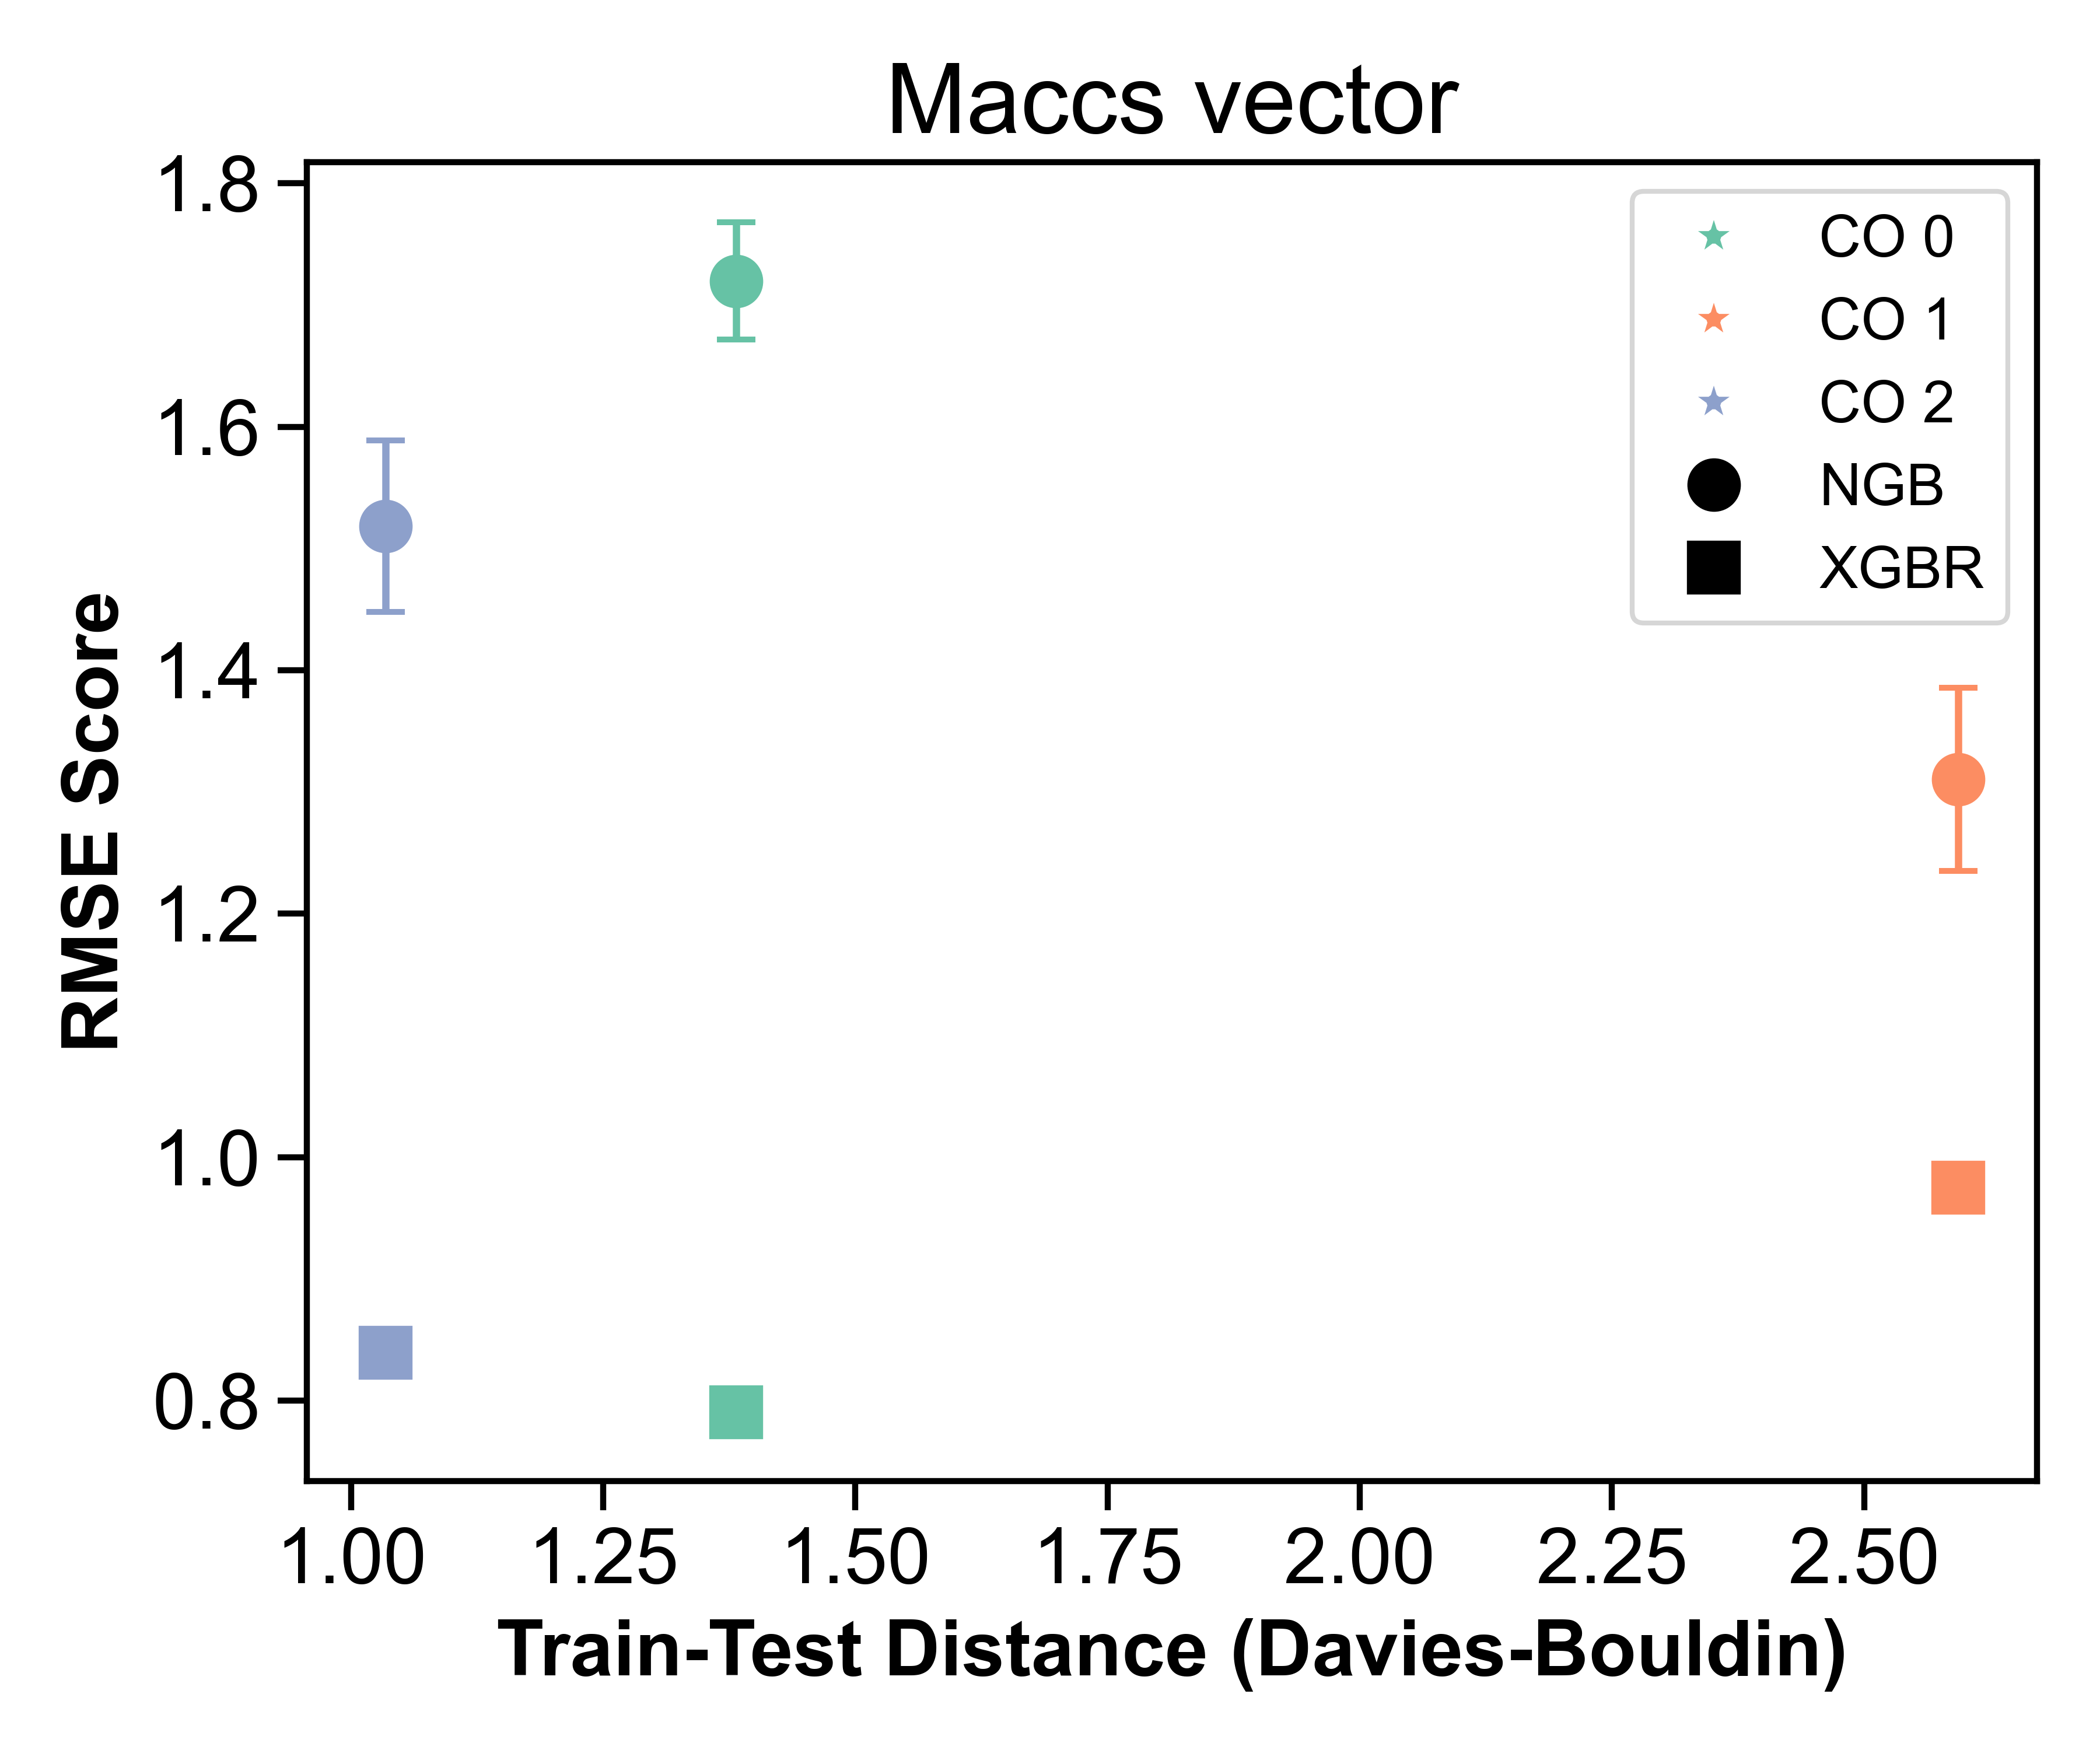 Maccs vector
1.8
1.6
1.4
1.2
1.0
0.8
RMSE Score
CO 0
CO 1
CO 2
NGB
XGBR
1.00 1.25 1.50 1.75 2.00 2.25 2.50
Train-Test Distance (Davies-Bouldin)